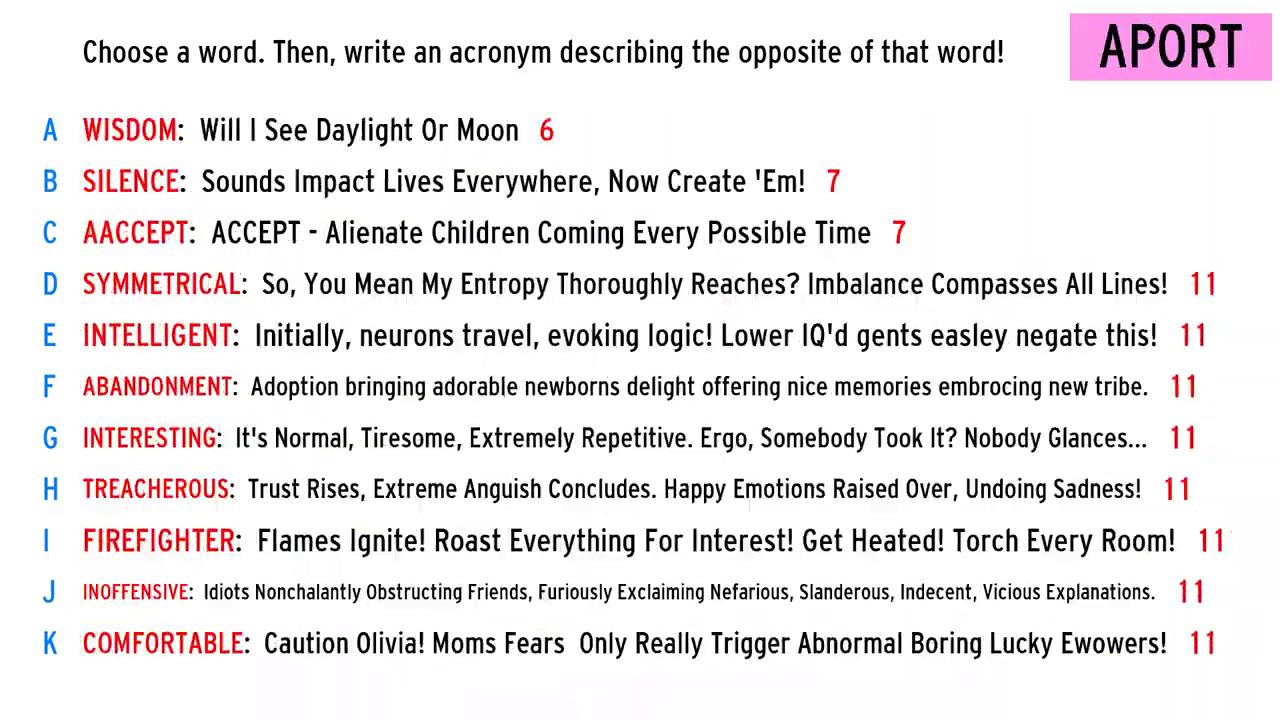 Choose a word. Then, write an acronym describing the opposite of that word!
APORT
A WISDOM: Will I See Daylight Or Moon 6
B SILENCE: Sounds Impact Lives Everywhere, Now Create 'Em! 7
C AACCEPT: ACCEPT - Alienate Children Coming Every Possible Time 7
D SYMMETRICAL: So, You Mean My Entropy Thoroughly Reaches? Imbalance Compasses All Lines! 11
E INTELLIGENT: Initially, neurons travel, evoking logic! Lower IQ'd gents easley negate this! 11
F ABANDONMENT: Adoption bringing adorable newborns delight offering nice memories embrocing new tribe. 11
G INTERESTING: It's Normal, Tiresome, Extremely Repetitive. Ergo, Somebody Took It? Nobody Glances... 11
H TREACHEROUS: Trust Rises, Extreme Anguish Concludes. Happy Emotions Raised Over, Undoing Sadness! 11
I FIREFIGHTER: Flames Ignite! Roast Everything For Interest! Get Heated! Torch Every Room! 11
J INOFFENSIVE: Idiots Nonchalantly Obstructing Friends, Furiously Exclaiming Nefarious, Slanderous, Indecent, Vicious Explanations. 11
K COMFORTABLE: Caution Olivia! Moms Fears Only Really Trigger Abnormal Boring Lucky Ewowers! 11